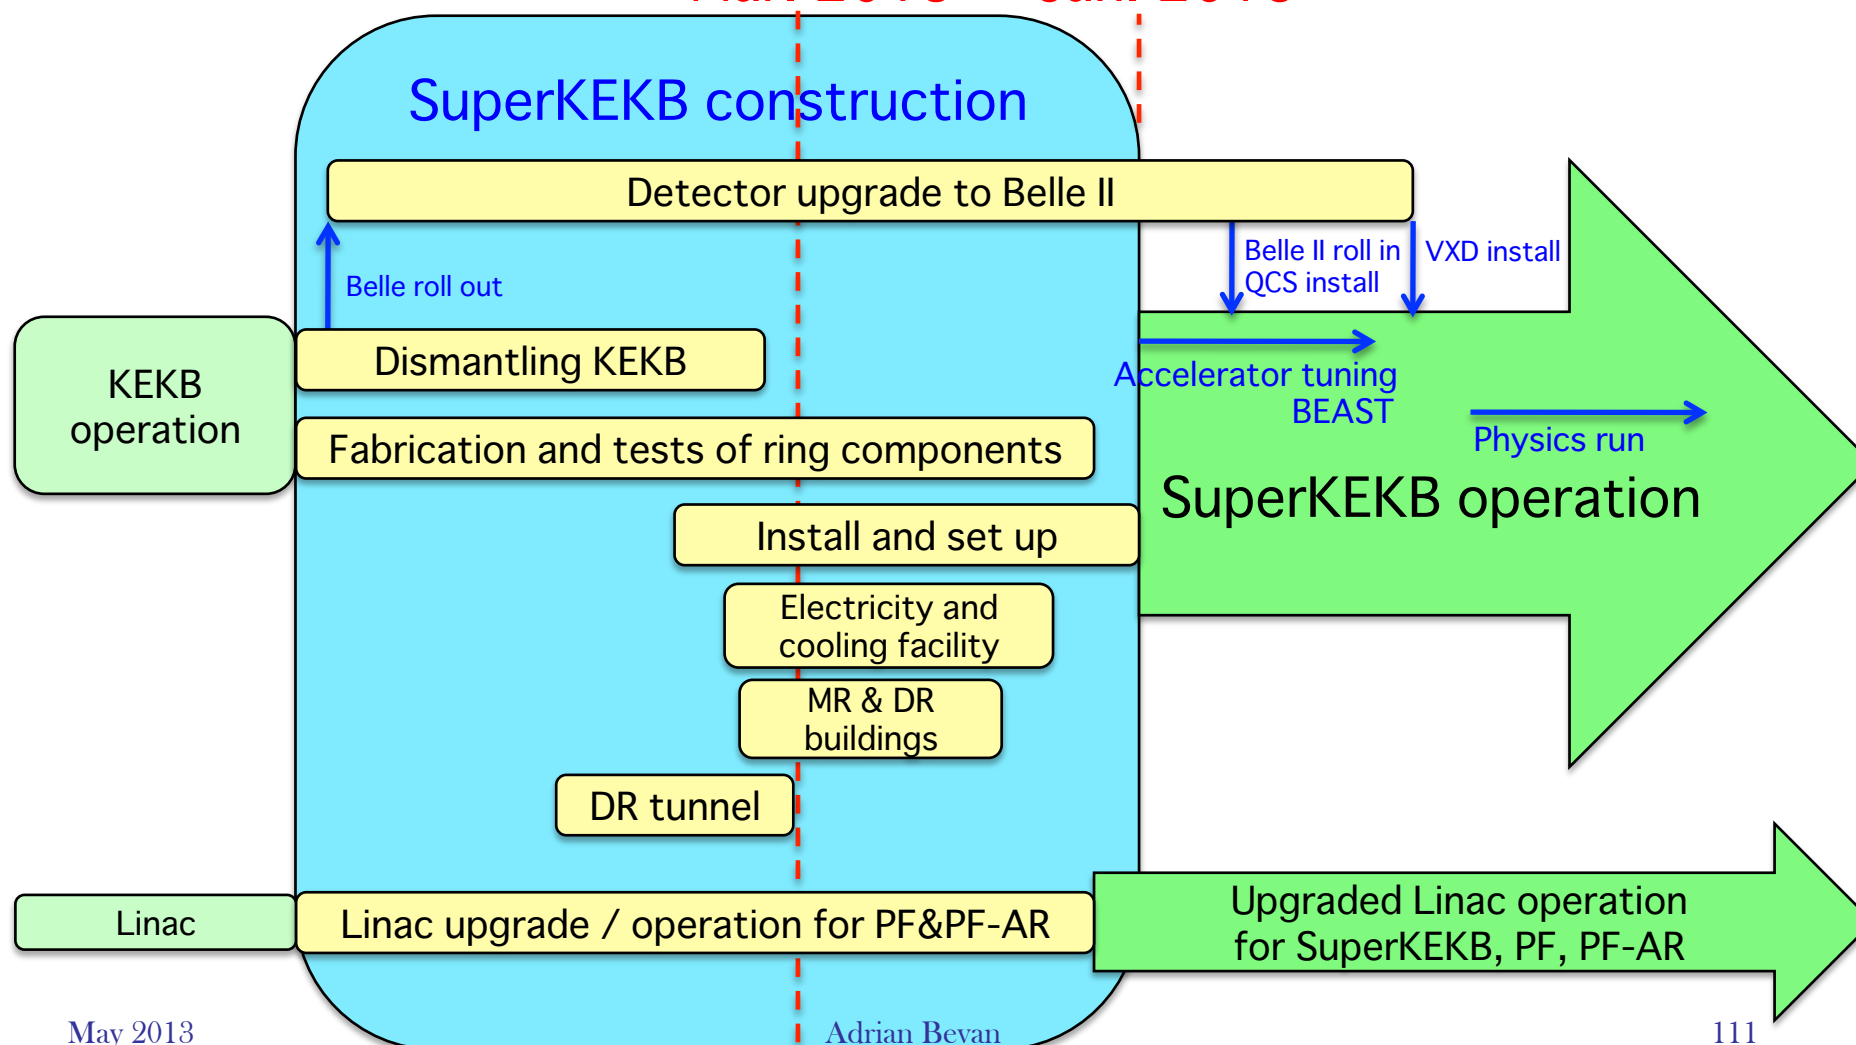 SuperKEKB construction
Detector upgrade to Belle II
Belle II roll in
QCS install
VXD install
Belle roll out
KEKB
operation
Dismantling KEKB
Accelerator tuning
BEAST
Physics run
Fabrication and tests of ring components
SuperKEKB operation
Install and set up
Electricity and
cooling facility
MR & DR
buildings
DR tunnel
Linac
Linac upgrade / operation for PF&PF-AR
Upgraded Linac operation
for SuperKEKB, PF, PF-AR
May 2013
Adrian Bevan
111